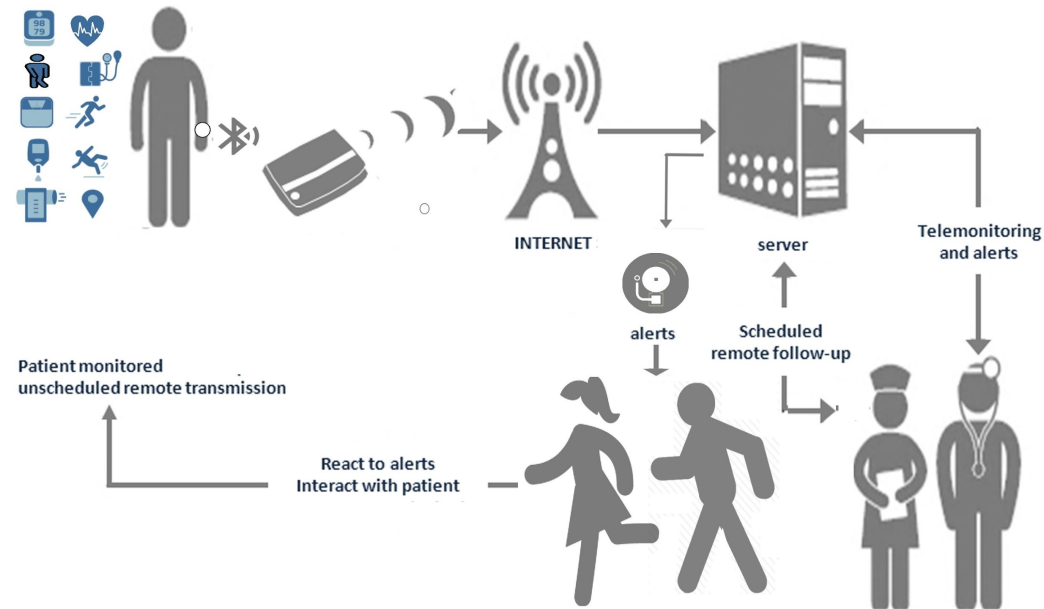 98
79
INTERNET
server
Telemonitoring
and alerts
alerts
Scheduled
remote follow-up
Patient monitored
unscheduled remote transmission
React to alerts
Interact with patient